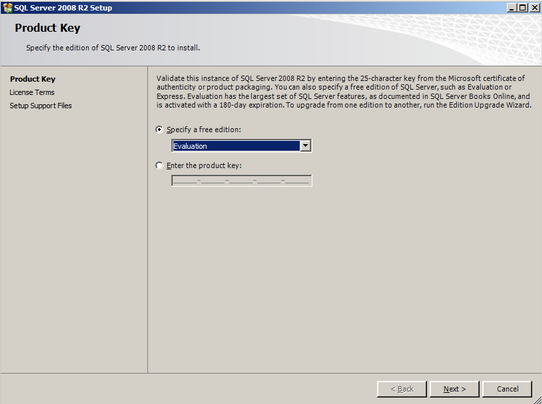 SQL Server 2008 R2 Setup
Product Key
Specify the edition of SQL Server 2008 R2 to install.
Product Key
License Terms
Setup Support Files
Validate this instance of SQL Server 2008 R2 by entering the 25-character key from the Microsoft certificate of
authenticity or product packaging. You can also specify a free edition of SQL Server, such as Evaluation or
Express. Evaluation has the largest set of SQL Server features, as documented in SQL Server Books Online, and
is activated with a 180-day expiration. To upgrade from one edition to another, run the Edition Upgrade Wizard.
Specify a free edition:
Evaluation
Enter the product key:
_____-_____-_____-_____-_____
< Back
Next >
Cancel